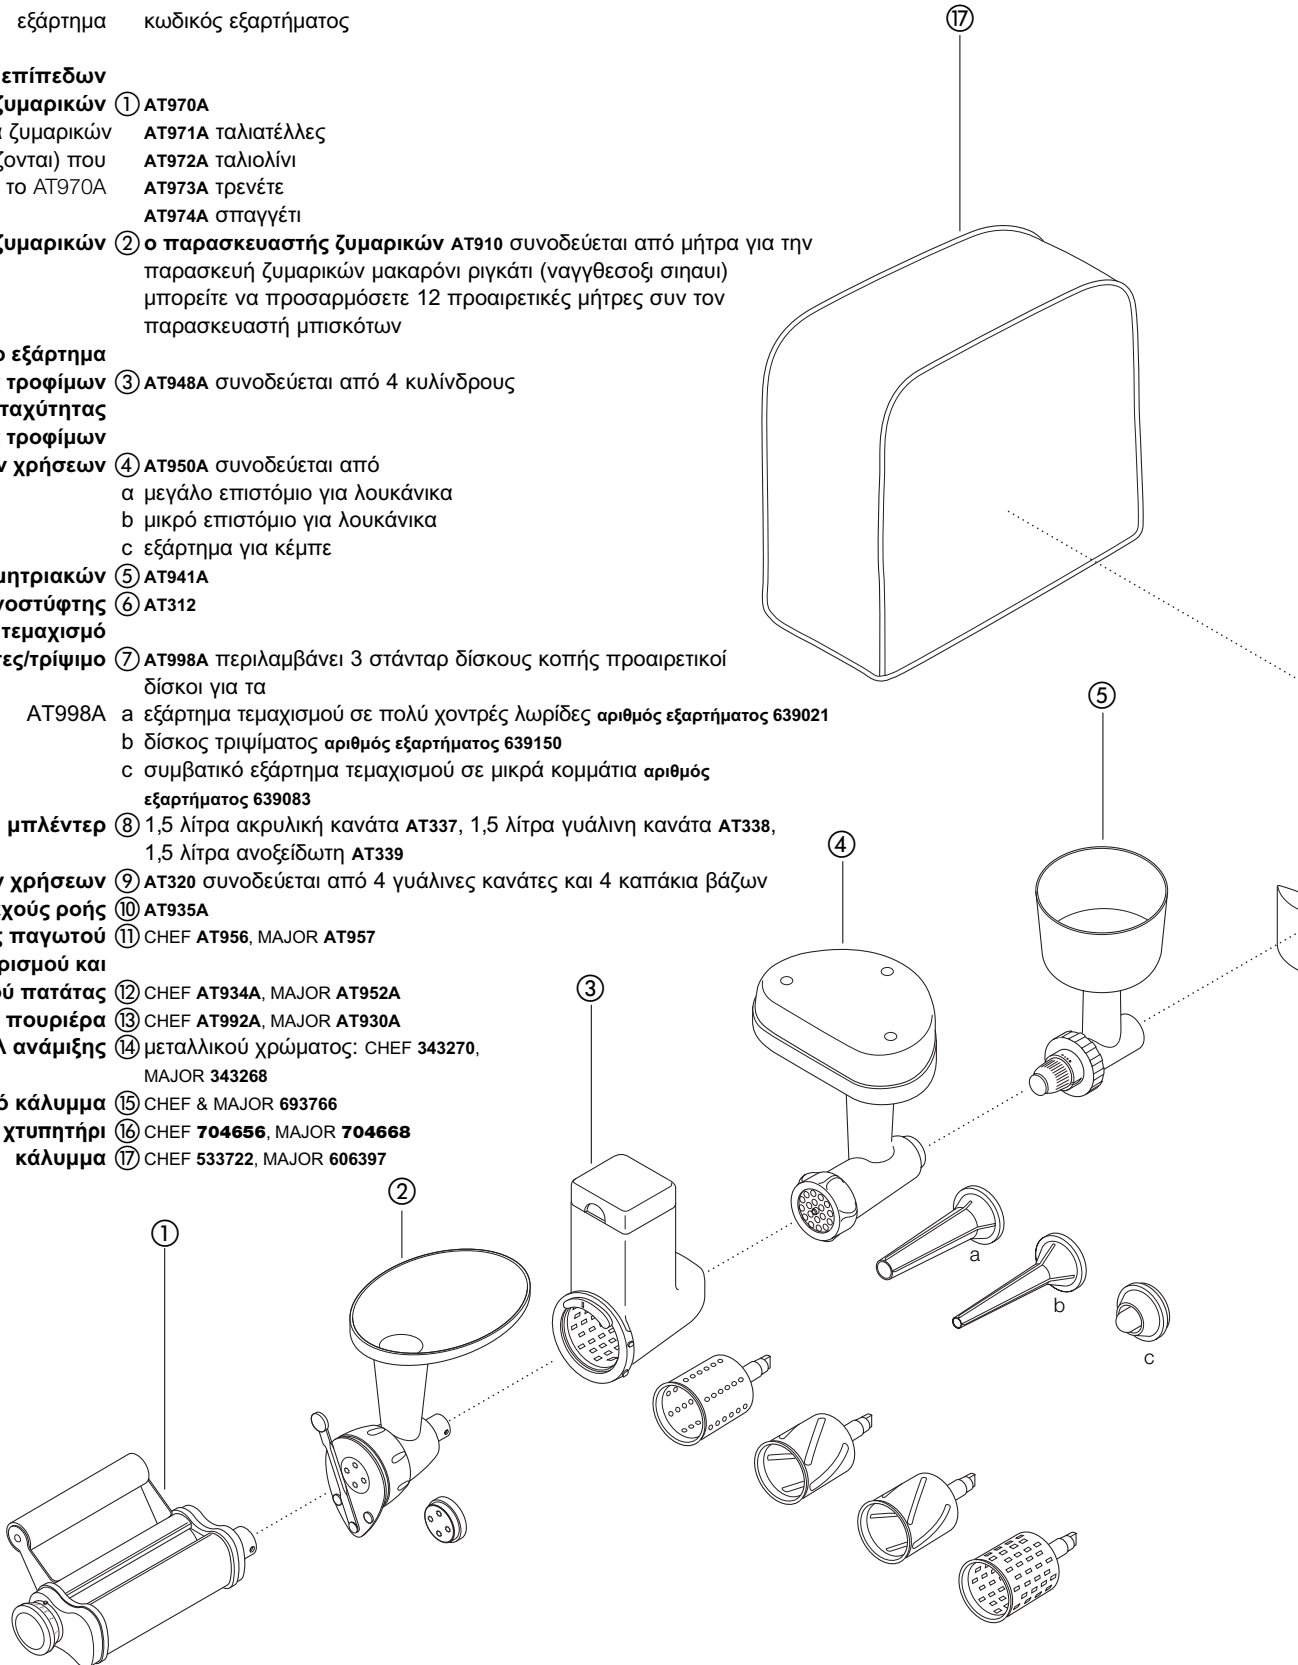 εξάρτημα κωδικός εξαρτήματος
επίπεδων
ζυμαρικών ① AT970A
ζυμαρικών AT971A ταλιατέλλες
ζονται) που AT972A ταλιολίνι
το AT970A AT973A τρενέτε
AT974A σπαγγέτι
ζυμαρικών ② ο παρασκευαστής ζυμαρικών AT910 συνοδεύεται από μήτρα για την
παρασκευή ζυμαρικών μακαρόνι ριγκάτι (ναγγθεσοξι σιηαυι)
μπορείτε να προσαρμόσετε 12 προαιρετικές μήτρες συν τον
παρασκευαστή μπισκότων
ο εξάρτημα
τροφίμων ③ AT948A συνοδεύεται από 4 κυλίνδρους
ταχύτητας
τροφίμων
ν χρήσεων ④ AT950A συνοδεύεται από
α μεγάλο επιστόμιο για λουκάνικα
b μικρό επιστόμιο για λουκάνικα
c εξάρτημα για κέμπε
μητριακών ⑤ AT941A
νοστύφτης ⑥ AT312
τεμαχισμό
τες/τρίψιμο ⑦ AT998A περιλαμβάνει 3 στάνταρ δίσκους κοπής προαιρετικοί
δίσκοι για τα
AT998A a εξάρτημα τεμαχισμού σε πολύ χοντρές λωρίδες αριθμός εξαρτήματος 639021
b δίσκος τριψίματος αριθμός εξαρτήματος 639150
c συμβατικό εξάρτημα τεμαχισμού σε μικρά κομμάτια αριθμός
εξαρτήματος 639083
μπλέντερ ⑧ 1,5 λίτρα ακρυλική κανάτα AT337, 1,5 λίτρα γυάλινη κανάτα AT338,
1,5 λίτρα ανοξείδωτη AT339
ν χρήσεων ⑨ AT320 συνοδεύεται από 4 γυάλινες κανάτες και 4 καπάκια βάζων
χούς ροής ⑩ AT935A
ς παγωτού ⑪ CHEF AT956, MAJOR AT957
ρισμού και
ού πατάτας ⑫ CHEF AT934A, MAJOR AT952A
πουριέρα ⑬ CHEF AT992A, MAJOR AT930A
λ ανάμιξης ⑭ μεταλλικού χρώματος: CHEF 343270,
MAJOR 343268
ό κάλυμμα ⑮ CHEF & MAJOR 693766
χτυπητήρι ⑯ CHEF 704656, MAJOR 704668
κάλυμμα ⑰ CHEF 533722, MAJOR 606397
⑰
⑤
④
③
②
①
a
b
c